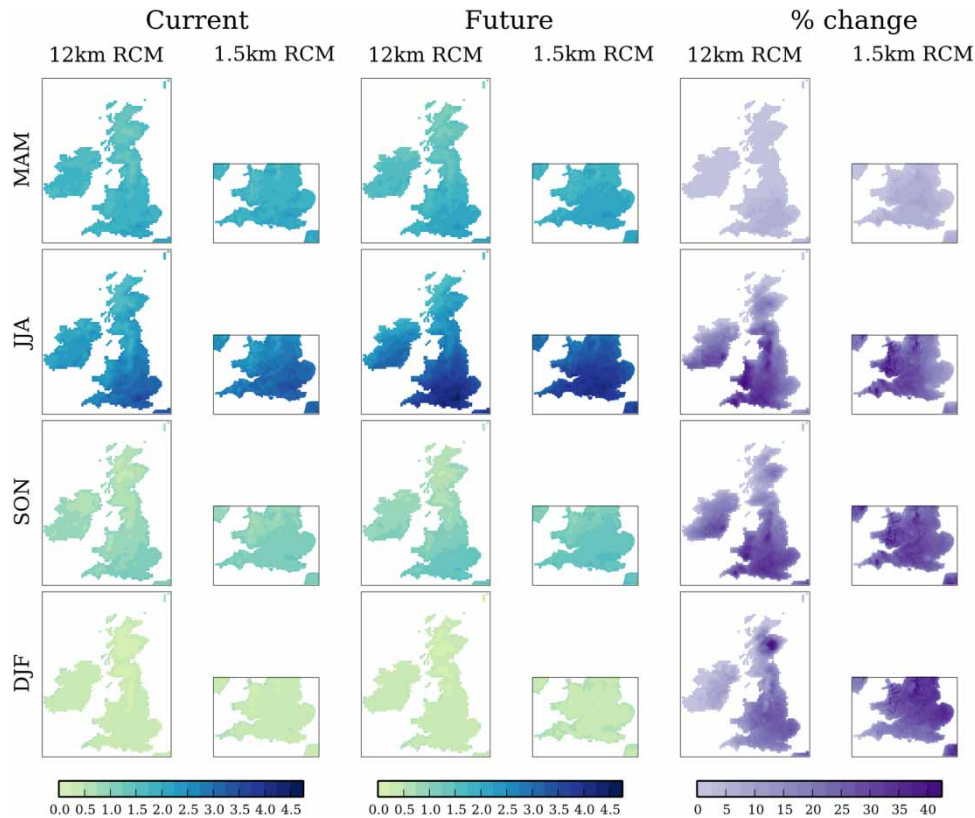 Current Future % change
12km RCM 1.5km RCM 12km RCM 1.5km RCM 12km RCM 1.5km RCM
MAM
JJA
SON
DJF
0.0 0.5 1.0 1.5 2.0 2.5 3.0 3.5 4.0 4.5 0.0 0.5 1.0 1.5 2.0 2.5 3.0 3.5 4.0 4.5 0 5 10 15 20 25 30 35 40